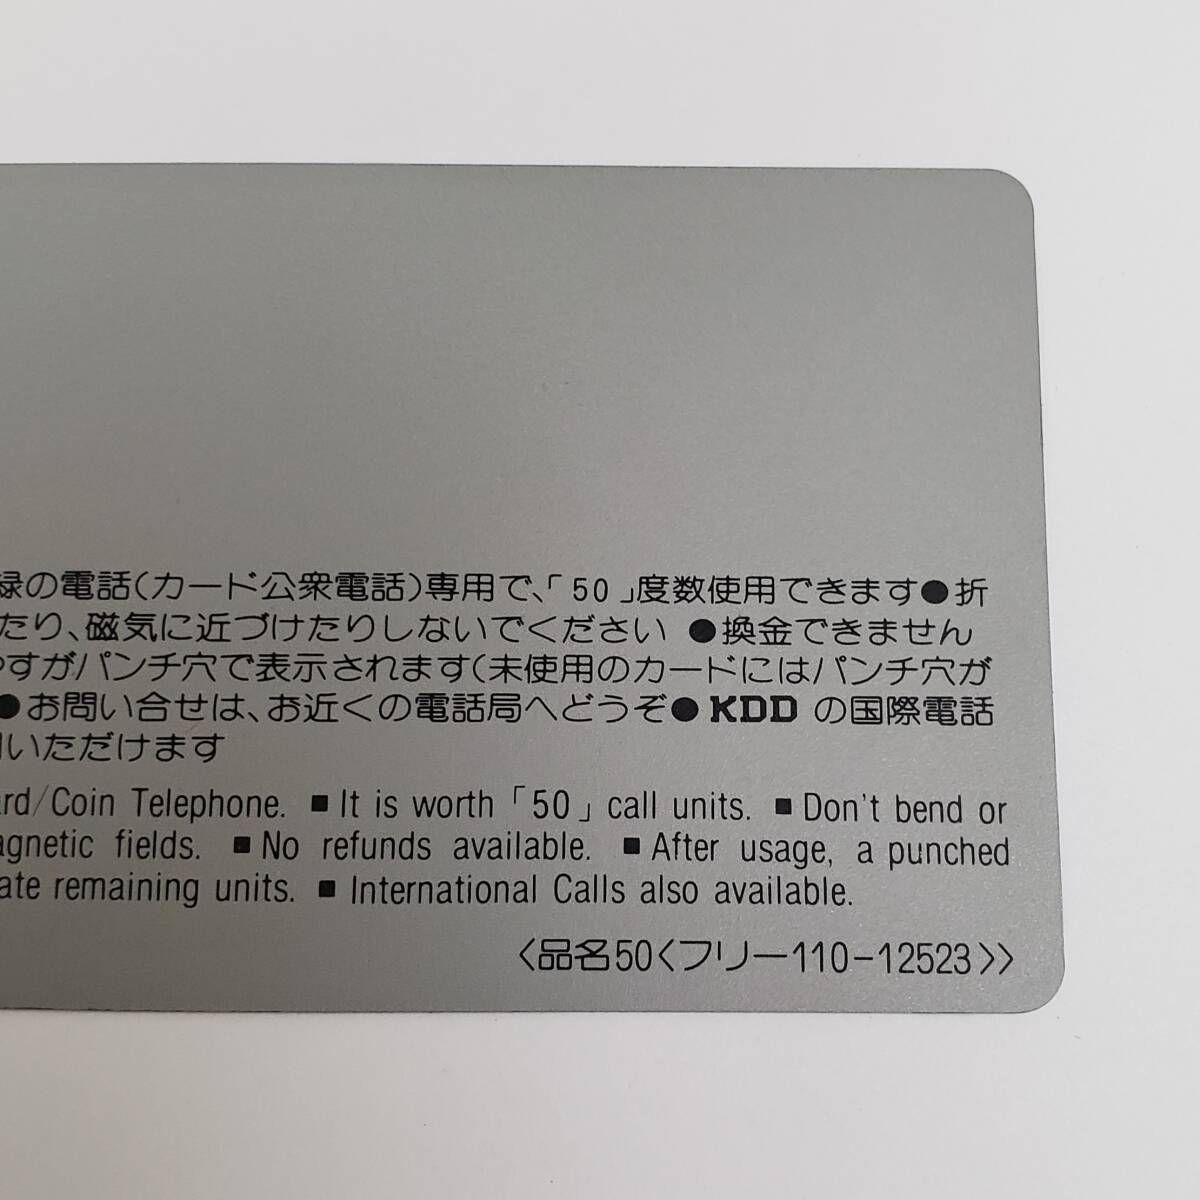 緑の電話(カード公衆電話)専用で、「50」度数使用できます●折
たり、磁気に近づけたりしないでください ●換金できません
やすがパンチ穴で表示されます(未使用のカードにはパンチ穴が
●お問い合せは、お近くの電話局へどうぞ●KDD の国際電話
いただけます
ard/Coin Telephone. ■It is worth「50」call units. ■Don't bend or
agnetic fields. ■No refunds available. ■After usage, a punched
ate remaining units. ■International Calls also available.
〈品名50〈フリー110-12523〉〉